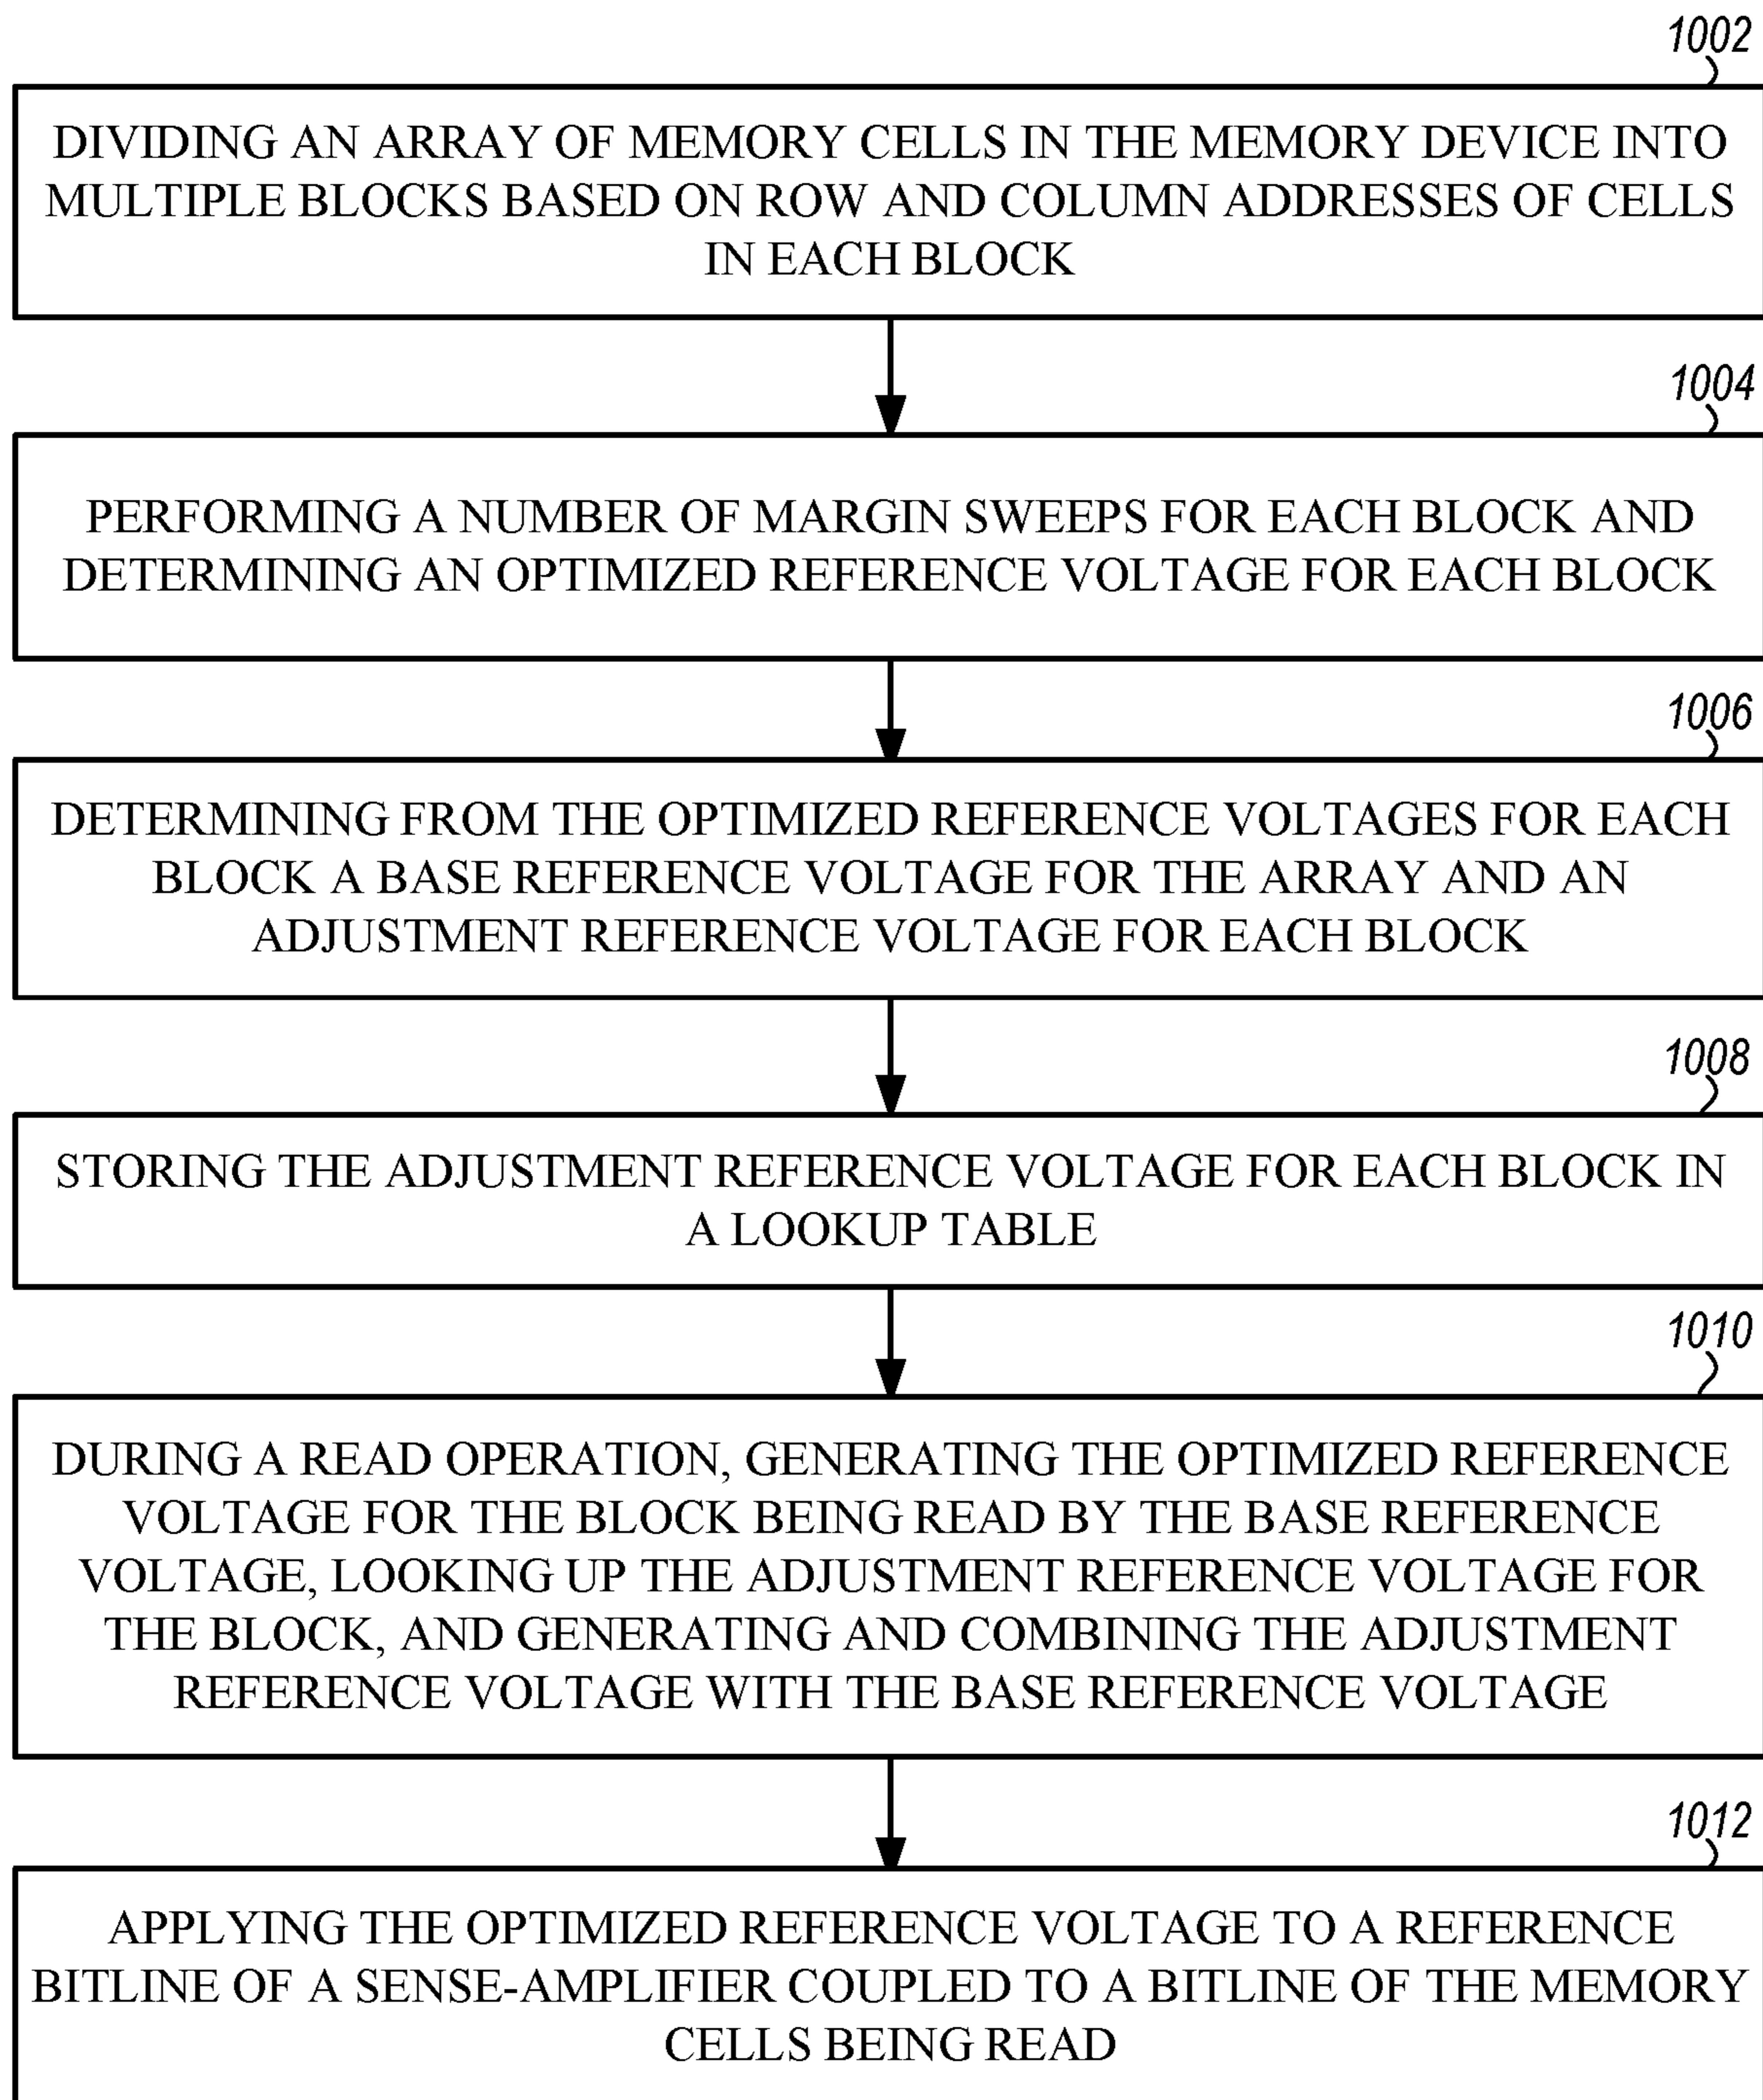 1002
DIVIDING AN ARRAY OF MEMORY CELLS IN THE MEMORY DEVICE INTO
MULTIPLE BLOCKS BASED ON ROW AND COLUMN ADDRESSES OF CELLS
IN EACH BLOCK
1004
PERFORMING A NUMBER OF MARGIN SWEEPS FOR EACH BLOCK AND
DETERMINING AN OPTIMIZED REFERENCE VOLTAGE FOR EACH BLOCK
1006
DETERMINING FROM THE OPTIMIZED REFERENCE VOLTAGES FOR EACH
BLOCK A BASE REFERENCE VOLTAGE FOR THE ARRAY AND AN
ADJUSTMENT REFERENCE VOLTAGE FOR EACH BLOCK
1008
STORING THE ADJUSTMENT REFERENCE VOLTAGE FOR EACH BLOCK IN
A LOOKUP TABLE
1010
DURING A READ OPERATION, GENERATING THE OPTIMIZED REFERENCE
VOLTAGE FOR THE BLOCK BEING READ BY THE BASE REFERENCE
VOLTAGE, LOOKING UP THE ADJUSTMENT REFERENCE VOLTAGE FOR
THE BLOCK, AND GENERATING AND COMBINING THE ADJUSTMENT
REFERENCE VOLTAGE WITH THE BASE REFERENCE VOLTAGE
1012
APPLYING THE OPTIMIZED REFERENCE VOLTAGE TO A REFERENCE
BITLINE OF A SENSE-AMPLIFIER COUPLED TO A BITLINE OF THE MEMORY
CELLS BEING READ